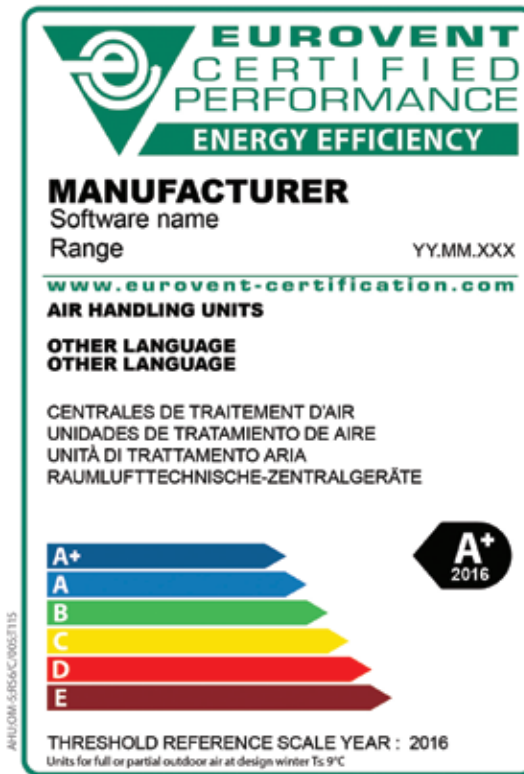 EUROVENT
CERTIFIED
PERFORMANCE
ENERGY EFFICIENCY
MANUFACTURER
Software name
Range YY.MM.XXX
www.eurovent-certification.com
AIR HANDLING UNITS
OTHER LANGUAGE
OTHER LANGUAGE
CENTRALES DE TRAITEMENT D'AIR
UNIDADES DE TRATAMIENTO DE AIRE
UNITÀ DI TRATTAMENTO ARIA
RAUMLUFTTECHNISCHE-ZENTRALGERÄTE
A+
A
B
C
D
E
A+
2016
THRESHOLD REFERENCE SCALE YEAR : 2016
Units for full or partial outdoor air at design winter Ts 9°C